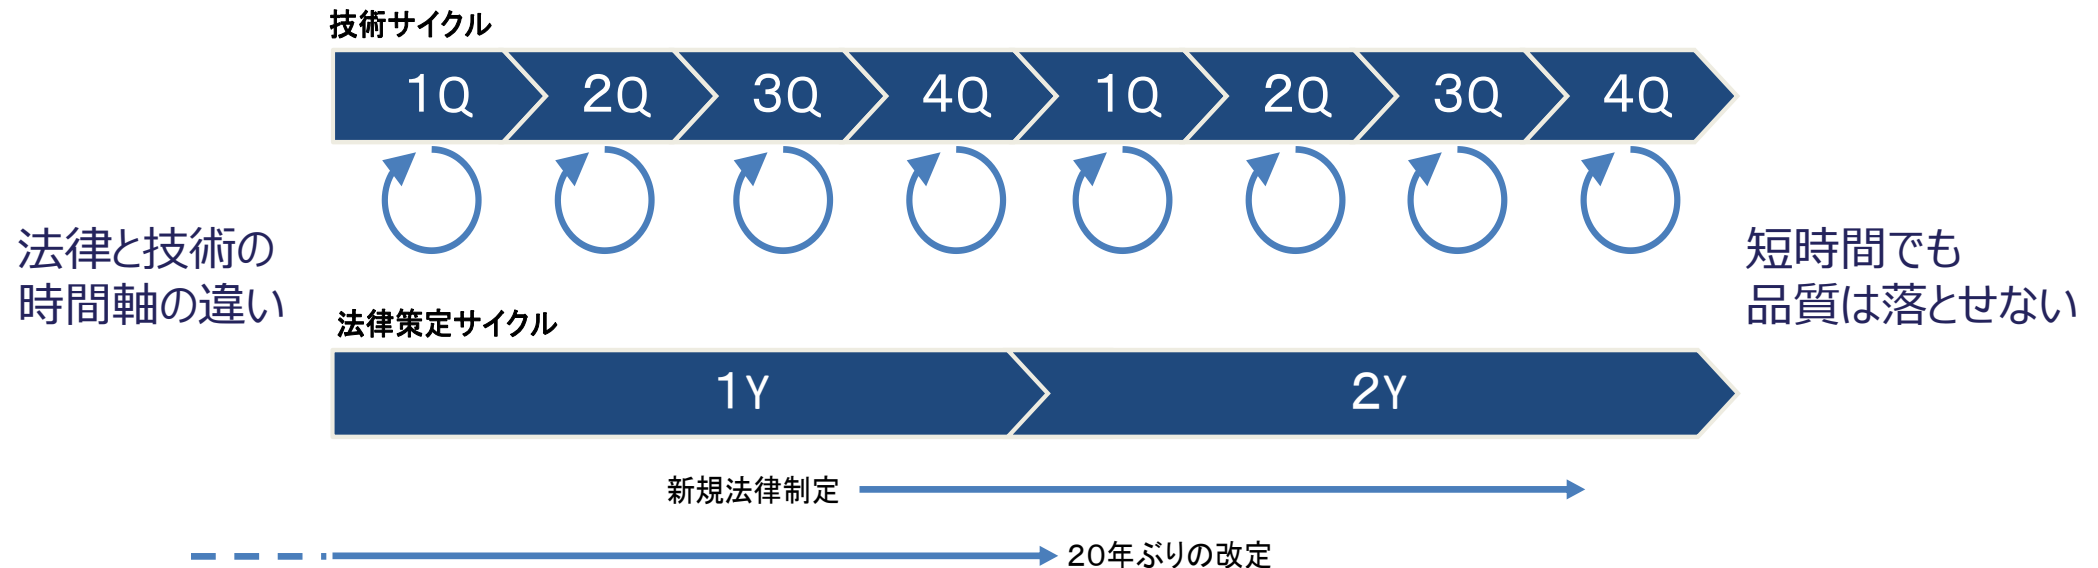 技術サイクル
1Q 2Q 3Q 4Q 1Q 2Q 3Q 4Q
法律と技術の
時間軸の違い
短時間でも
品質は落とせない
法律策定サイクル
1Y 2Y
新規法律制定
20年ぶりの改定